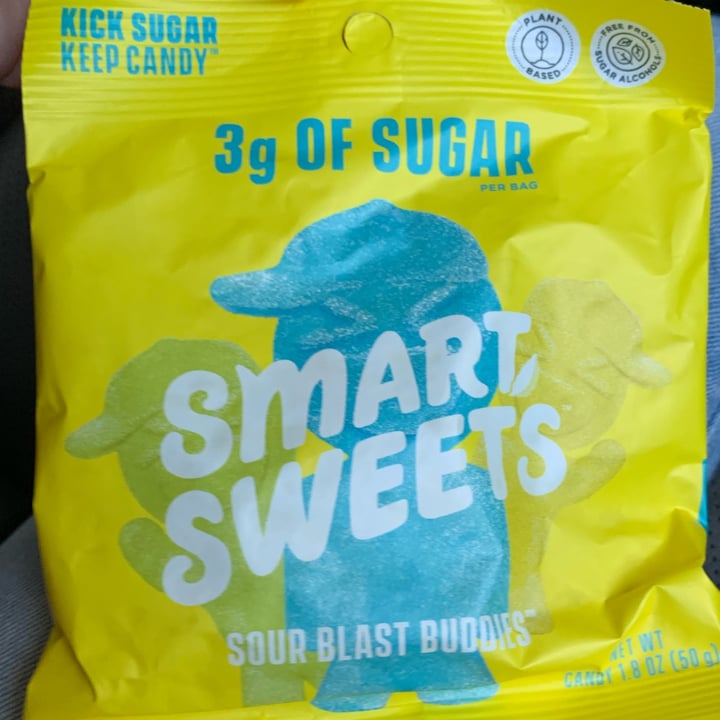 KICK SUGAR
KEEP CANDY™
PLANT
BASED
FREE FROM
SUGAR ALCOHOLS
3g OF SUGAR
PER BAG
SMART
SWEETS™
SOUR BLAST BUDDIES™
NET WT
CANDY 1.8 OZ (50 g)